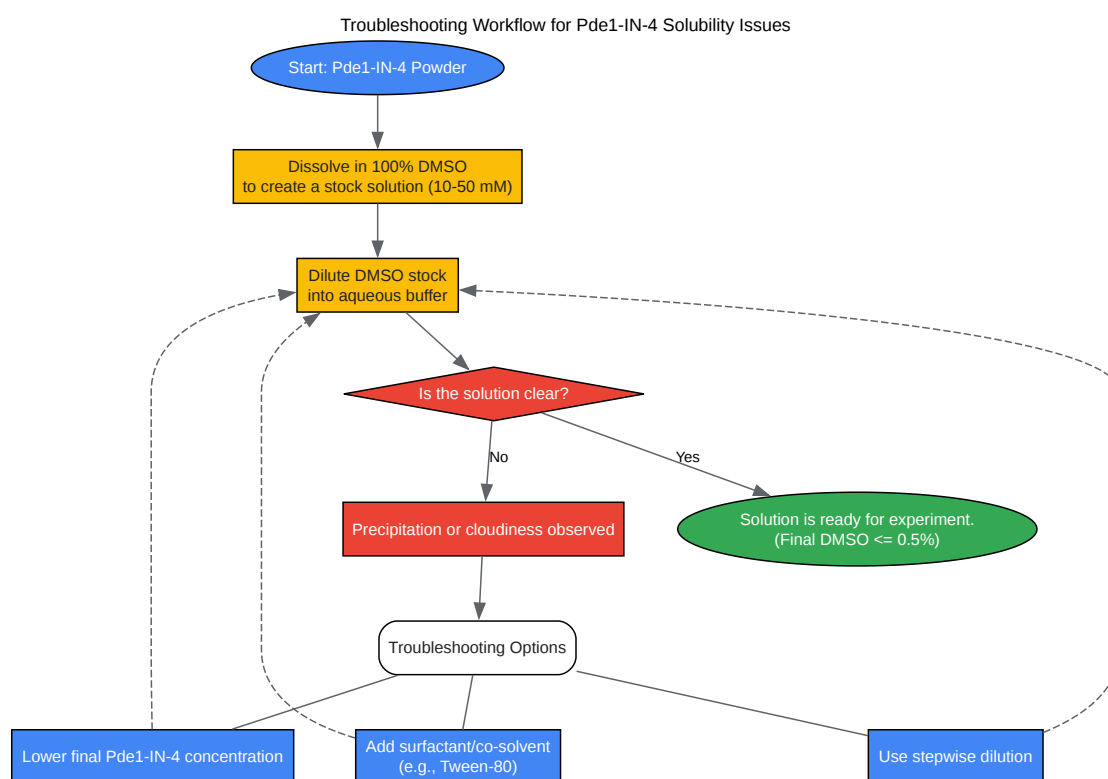 Troubleshooting Workflow for Pde1-IN-4 Solubility Issues
Start: Pde1-IN-4 Powder
Dissolve in 100% DMSO
to create a stock solution (10-50 mM)
Dilute DMSO stock
into aqueous buffer
Is the solution clear?
No
Yes
Precipitation or cloudiness observed
Solution is ready for experiment.
(Final DMSO <= 0.5%)
Troubleshooting Options
Lower final Pde1-IN-4 concentration
Add surfactant/co-solvent
(e.g., Tween-80)
Use stepwise dilution